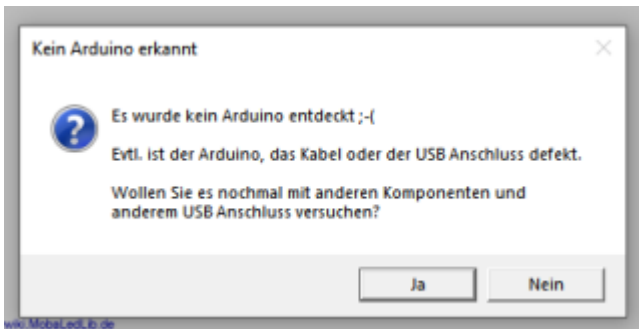 Kein Arduino erkannt
Es wurde kein Arduino entdeckt ;-(
Evtl. ist der Arduino, das Kabel oder der USB Anschluss defekt.
Wollen Sie es nochmal mit anderen Komponenten und
anderem USB Anschluss versuchen?
Ja
Nein
wiki.MobaLedLib.de